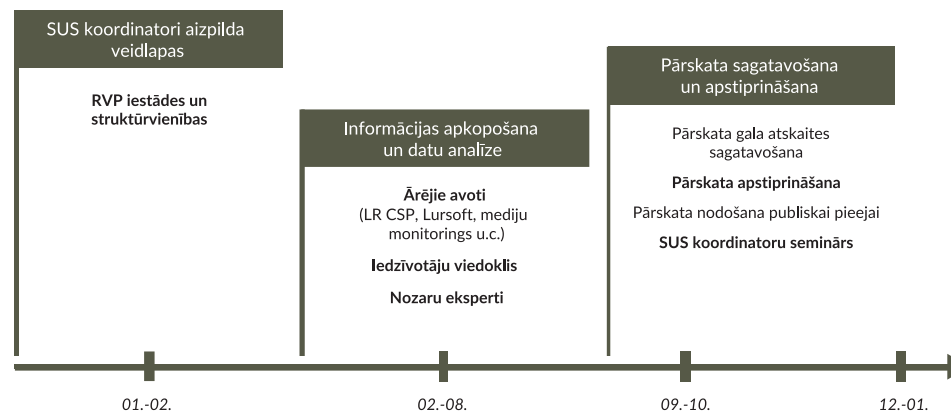 SUS koordinatori aizpilda
veidlapas
RVP iestādes un
struktūrvienības
Informācijas apkopošana
un datu analīze
Ārējie avoti
(LR CSP, Lursoft, mediju
monitorings u.c.)
Iedzīvotāju viedoklis
Nozaru eksperti
Pārskata sagatavošana
un apstiprināšana
Pārskata gala atskaites
sagatavošana
Pārskata apstiprināšana
Pārskata nodošana publiskai pieejai
SUS koordinatoru seminārs
01.-02.
02.-08.
09.-10.
12.-01.